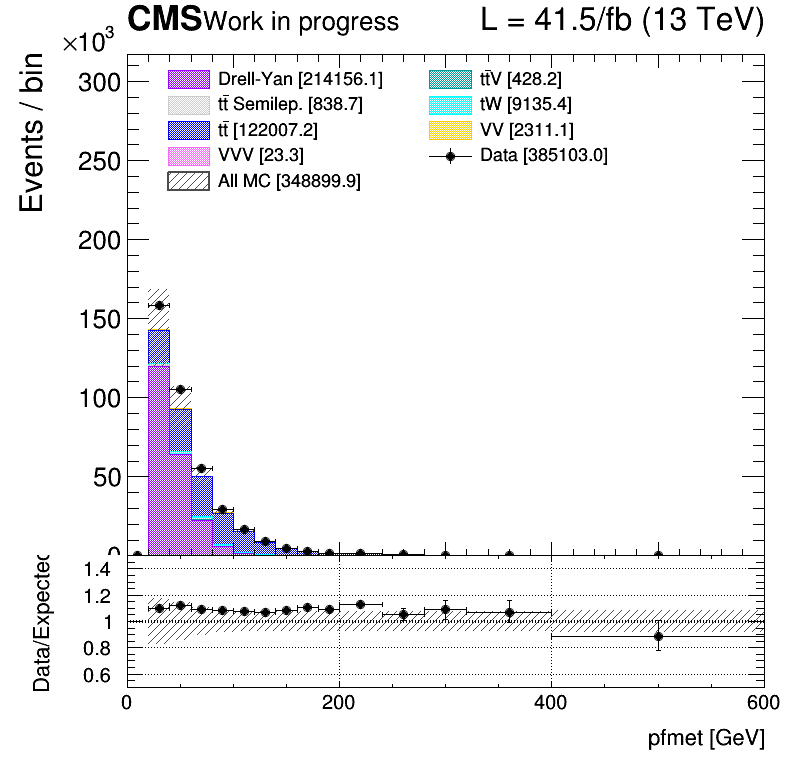 CMS Work in progress L = 41.5/fb (13 TeV)
×10³
Events / bin
300
250
200
150
100
50
0
Drell-Yan [214156.1]
tt̄ Semilep. [838.7]
tt̄ [122007.2]
VVV [23.3]
All MC [348899.9]
tt̄V [428.2]
tW [9135.4]
VV [2311.1]
Data [385103.0]
Data/Expected
1.4
1.2
1
0.8
0.6
0 200 400 600
pfmet [GeV]